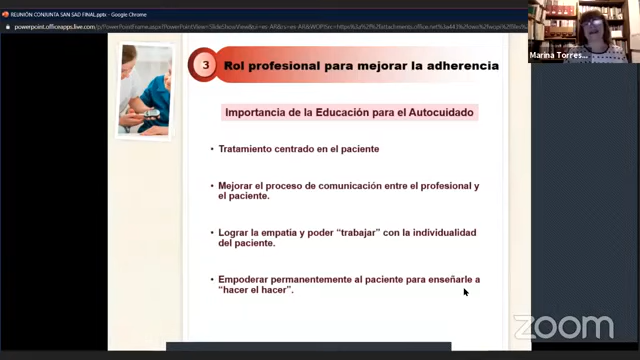 REUNIÓN CONJUNTA SAN SAD FINAL.pptx - Google Chrome
Marina Torres...
3
Rol profesional para mejorar la adherencia
Importancia de la Educación para el Autocuidado
• Tratamiento centrado en el paciente
• Mejorar el proceso de comunicación entre el profesional y
el paciente.
• Lograr la empatia y poder “trabajar” con la individualidad
del paciente.
• Empoderar permanentemente al paciente para enseñarle a
“hacer el hacer”.
zoom